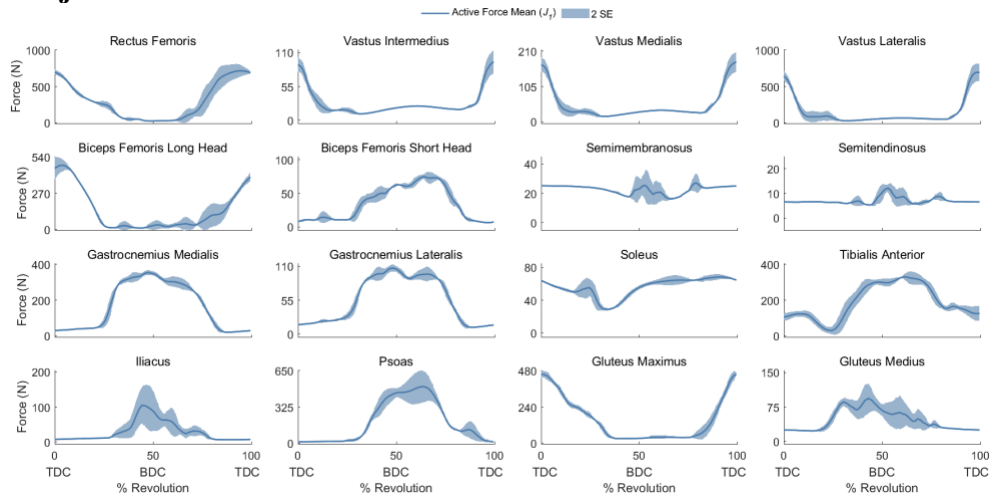 Active Force Mean (J₁) 2 SE
Rectus Femoris Vastus Intermedius Vastus Medialis Vastus Lateralis
Force (N) 1000 500 0 110 55 0 210 105 0 1000 500 0
Biceps Femoris Long Head Biceps Femoris Short Head Semimembranosus Semitendinosus
Force (N) 540 270 0 100 50 0 40 20 0 20 0
Gastrocnemius Medialis Gastrocnemius Lateralis Soleus Tibialis Anterior
Force (N) 400 200 0 110 55 0 80 40 0 400 200 0
Iliacus Psoas Gluteus Maximus Gluteus Medius
Force (N) 200 100 0 650 325 0 480 240 0 150 75 0
0 50 100 0 50 100 0 50 100 0 50 100
TDC BDC TDC TDC BDC TDC TDC BDC TDC TDC BDC TDC
% Revolution % Revolution % Revolution % Revolution